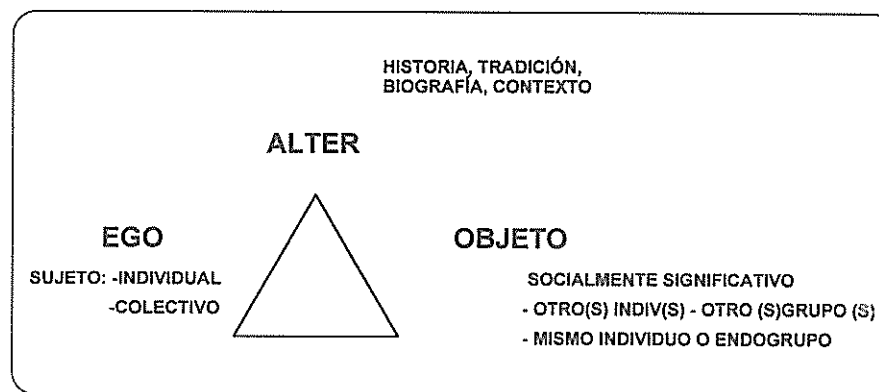 HISTORIA, TRADICIÓN,
BIOGRAFÍA, CONTEXTO
ALTER
EGO
SUJETO: -INDIVIDUAL
-COLECTIVO
OBJETO
SOCIALMENTE SIGNIFICATIVO
- OTRO(S) INDIV(S) - OTRO (S)GRUPO (S)
- MISMO INDIVIDUO O ENDOGRUPO